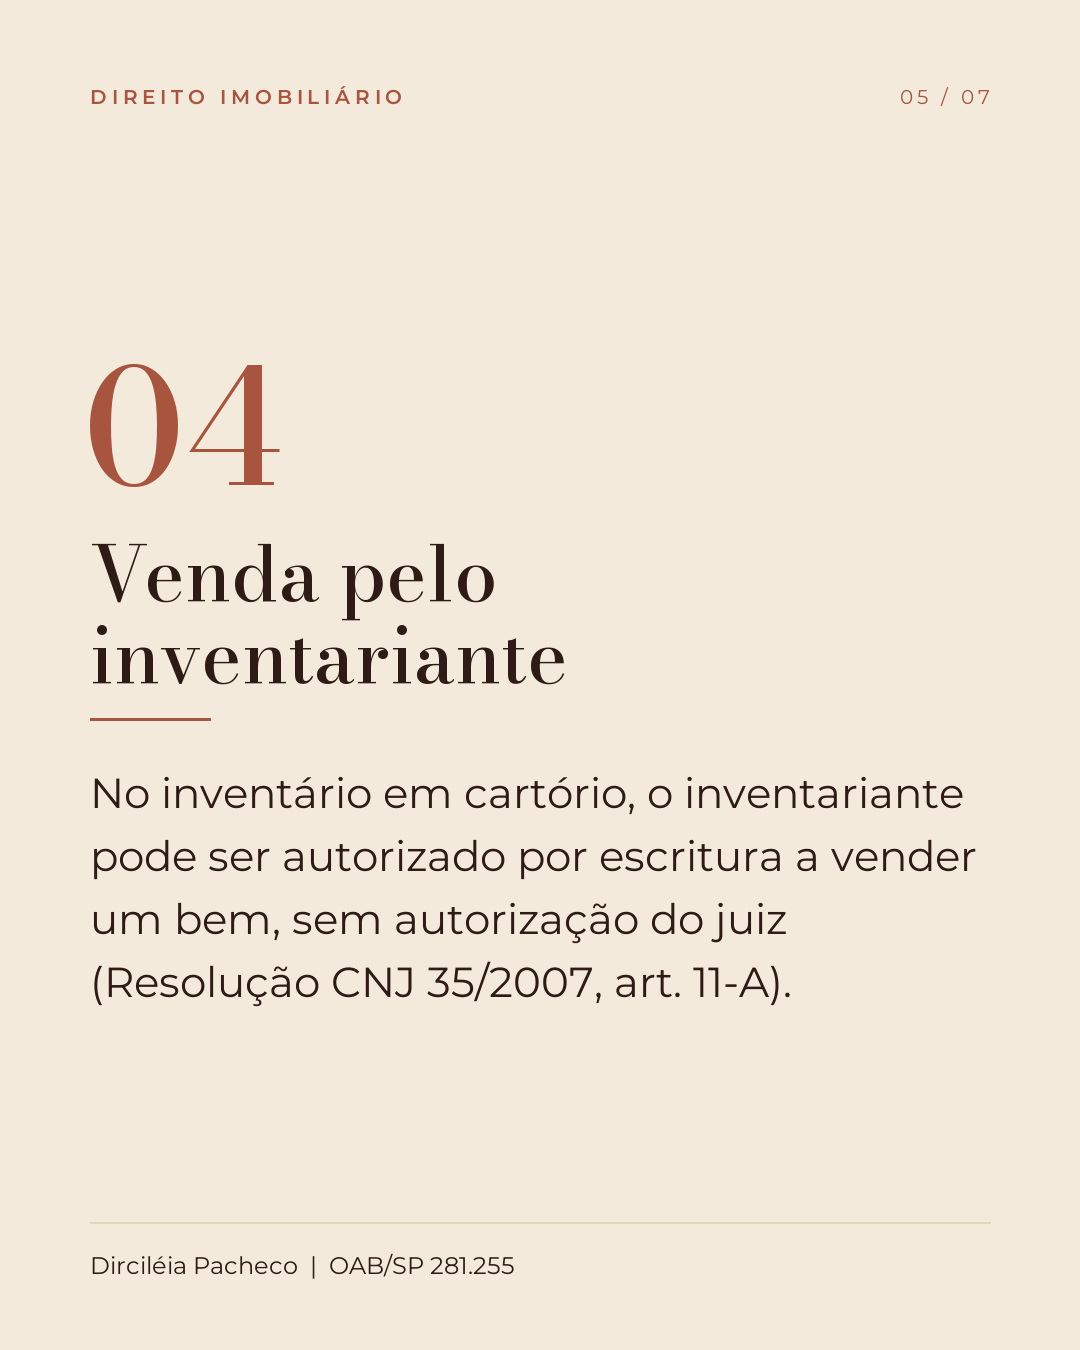 DIREITO IMOBILIÁRIO
05 / 07
04
Venda pelo
inventariante
No inventário em cartório, o inventariante
pode ser autorizado por escritura a vender
um bem, sem autorização do juiz
(Resolução CNJ 35/2007, art. 11-A).
Dirciléia Pacheco | OAB/SP 281.255